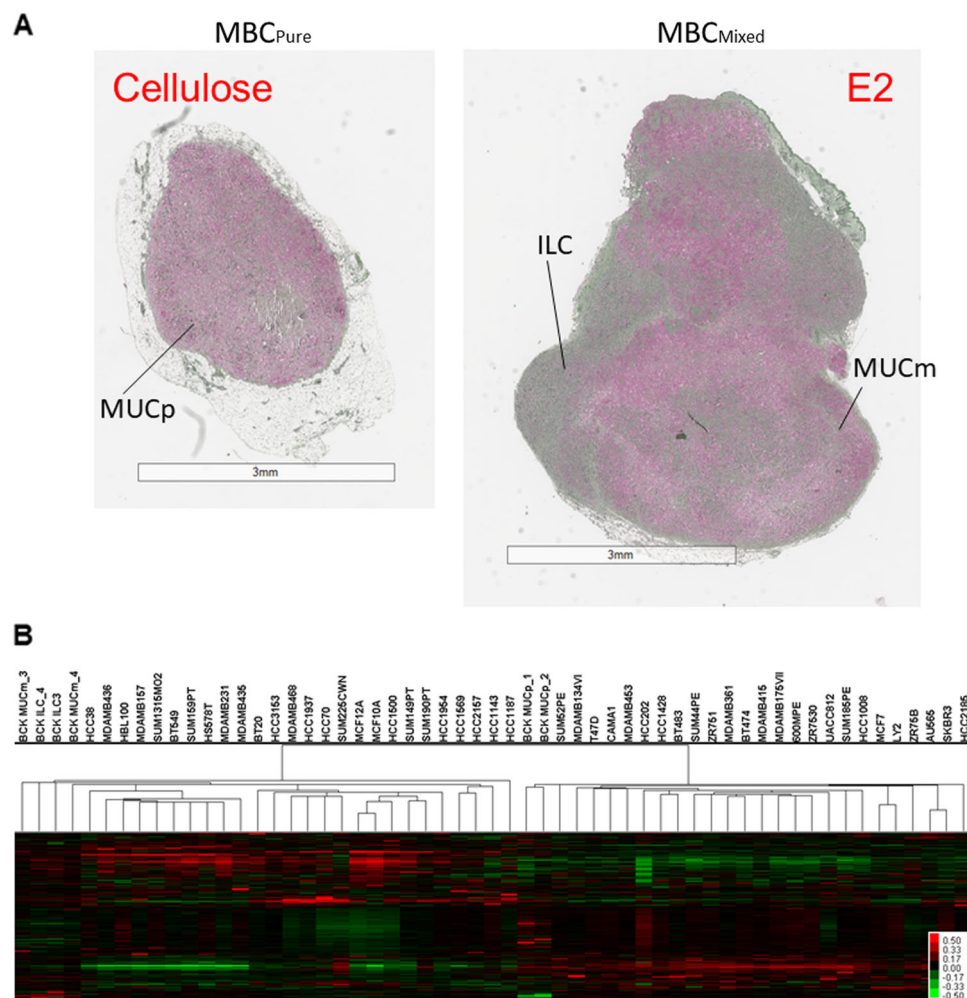 A
MBCPure
MBCMixed
Cellulose
E2
ILC
MUCp
MUCm
3mm
3mm
B
BCK MUCm_3
BCK ILC_4
BCK ILC3
BCK MUCm_4
HCC38
MDAMB436
HBL100
MDAMB157
SUM1315MO2
BT549
SUM159PT
HS578T
MDAMB231
MDAMB435
BT20
HCC3153
MDAMB468
HCC1937
HCC70
SUM225CWN
MCF12A
MCF10A
HCC1500
SUM149PT
SUM190PT
HCC1954
HCC1569
HCC2157
HCC1143
HCC1187
BCK MUCp_1
BCK MUCp_2
SUM52PE
MDAMB134VI
T47D
CAMA1
MDAMB453
HCC202
HCC1428
BT483
SUM44PE
ZR751
MDAMB361
BT474
MDAMB415
MDAMB175VII
600MPE
ZR7530
UACC812
SUM185PE
HCC1008
MCF7
LY2
ZR75B
AU565
SKBR3
HCC2185
0.50
0.33
0.17
0.00
-0.17
-0.33
-0.50